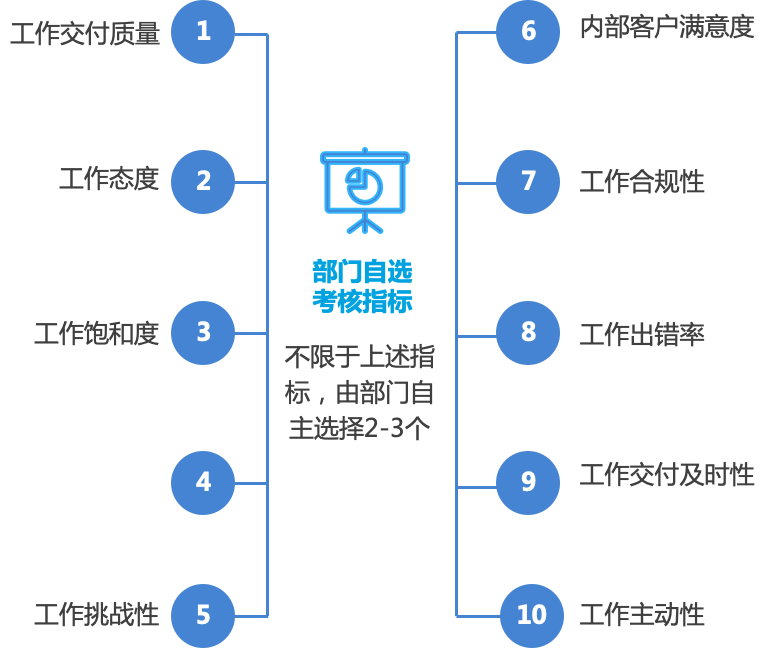 工作交付质量
1
工作态度
2
工作饱和度
3
4
工作挑战性
5
部门自选
考核指标
不限于上述指
标，由部门自
主选择2-3个
6
内部客户满意度
7
工作合规性
8
工作出错率
9
工作交付及时性
10
工作主动性